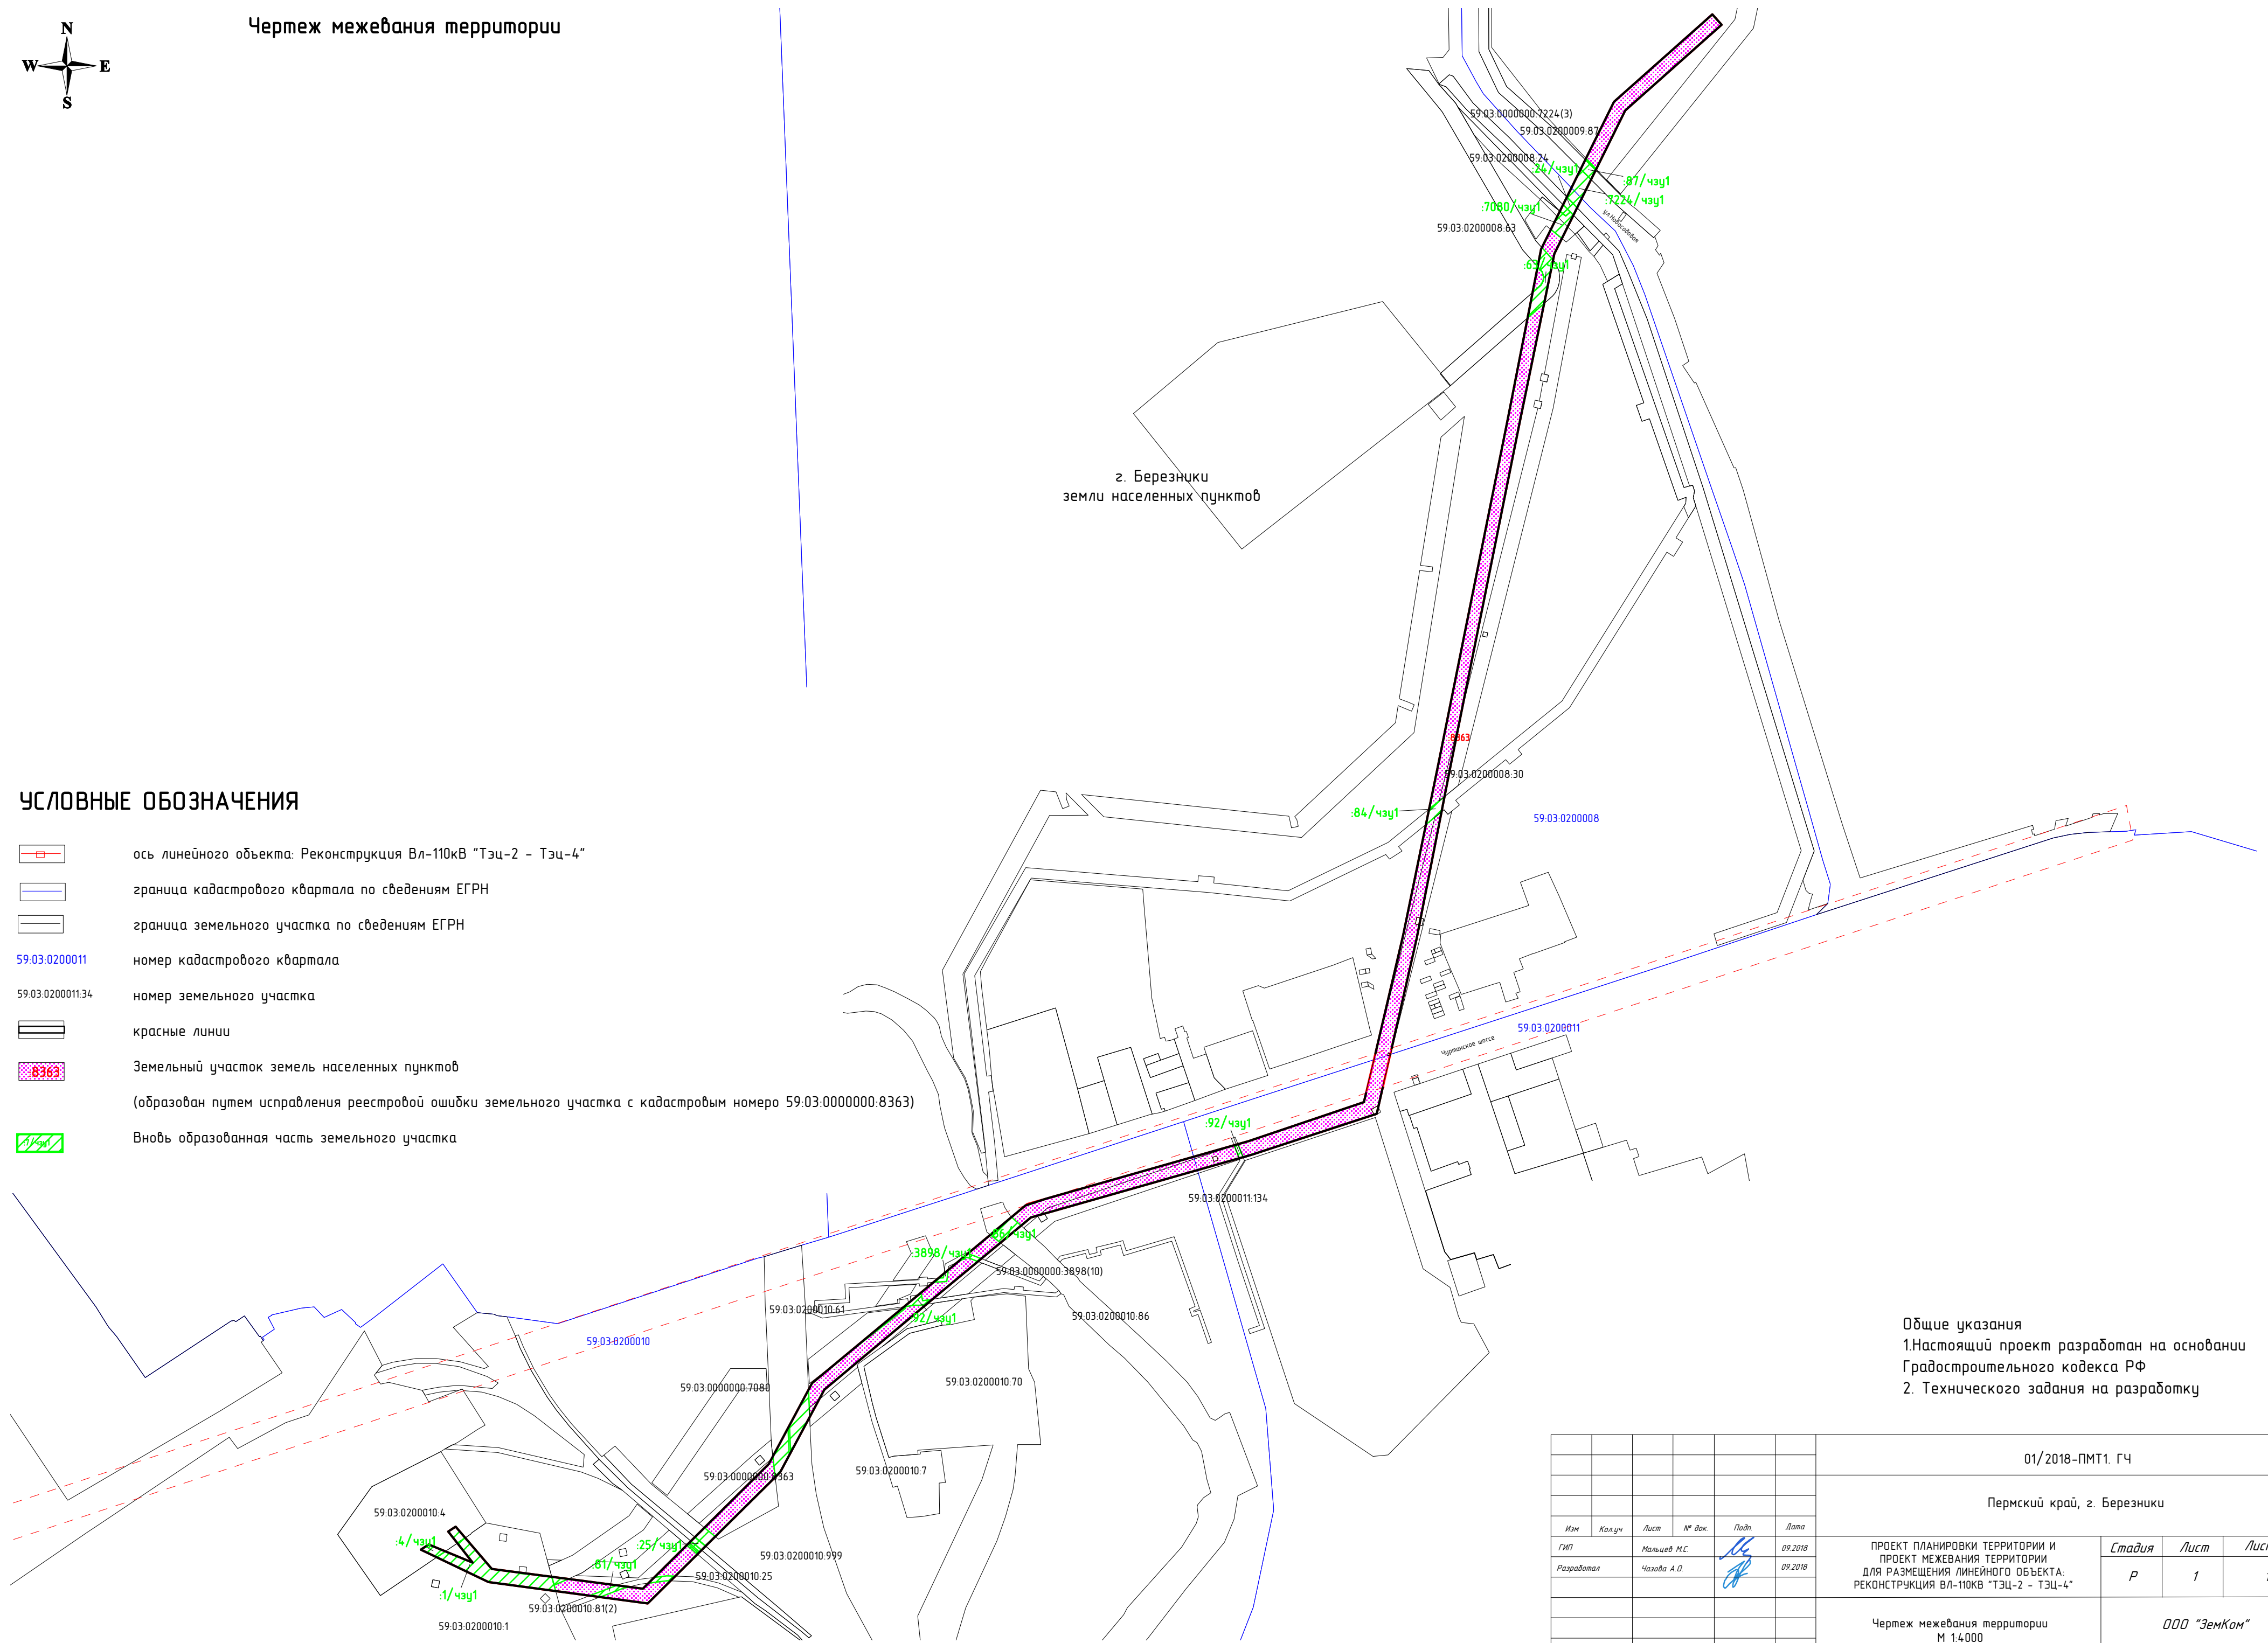 Чертеж межевания территории
N
W E
S
59:03:0000000:7224(3)
59:03:0200009:87
59:03:0200008:24
:24/чзу1
:87/чзу1
:7224/чзу1
:7080/чзу1
ул.Новосодовая
59:03:0200008:63
:63/чзу1
г. Березники
земли населенных пунктов
:8363
59:03:0200008:30
:84/чзу1
59:03:0200008
УСЛОВНЫЕ ОБОЗНАЧЕНИЯ
ось линейного объекта: Реконструкция Вл-110кВ "Тэц-2 - Тэц-4"
граница кадастрового квартала по сведениям ЕГРН
граница земельного участка по сведениям ЕГРН
59:03:0200011 номер кадастрового квартала
59:03:0200011:34 номер земельного участка
красные линии
:8363 Земельный участок земель населенных пунктов
(образован путем исправления реестровой ошибки земельного участка с кадастровым номеро 59:03:0000000:8363)
:17/чзу1 Вновь образованная часть земельного участка
59:03:0200011
Чуртанское шоссе
:92/чзу1
59:03:0200011:134
:86/чзу1
:3898/чзу1
59:03:0000000:3898(10)
59:03:0200010:61
:92/чзу1
59:03:0200010:86
59:03:0200010
59:03:0000000:7080
59:03:0200010:70
59:03:0000000:8363
59:03:0200010:7
59:03:0200010:4
:4/чзу1
:25/чзу1
59:03:0200010:999
:81/чзу1
59:03:0200010:25
:1/чзу1
59:03:0200010:81(2)
59:03:0200010:1
Общие указания
1.Настоящий проект разработан на основании
Градостроительного кодекса РФ
2. Технического задания на разработку
01/2018-ПМТ1. ГЧ
Пермский край, г. Березники
Изм Кол.уч Лист № док. Подп. Дата
ГИП Мальцев М.С. 09.2018
Разработал Чазова А.О. 09.2018
ПРОЕКТ ПЛАНИРОВКИ ТЕРРИТОРИИ И
ПРОЕКТ МЕЖЕВАНИЯ ТЕРРИТОРИИ
ДЛЯ РАЗМЕЩЕНИЯ ЛИНЕЙНОГО ОБЪЕКТА:
РЕКОНСТРУКЦИЯ ВЛ-110КВ "ТЭЦ-2 - ТЭЦ-4"
Стадия Лист
Р 1
Чертеж межевания территории
М 1:4000
ООО "ЗемКом"